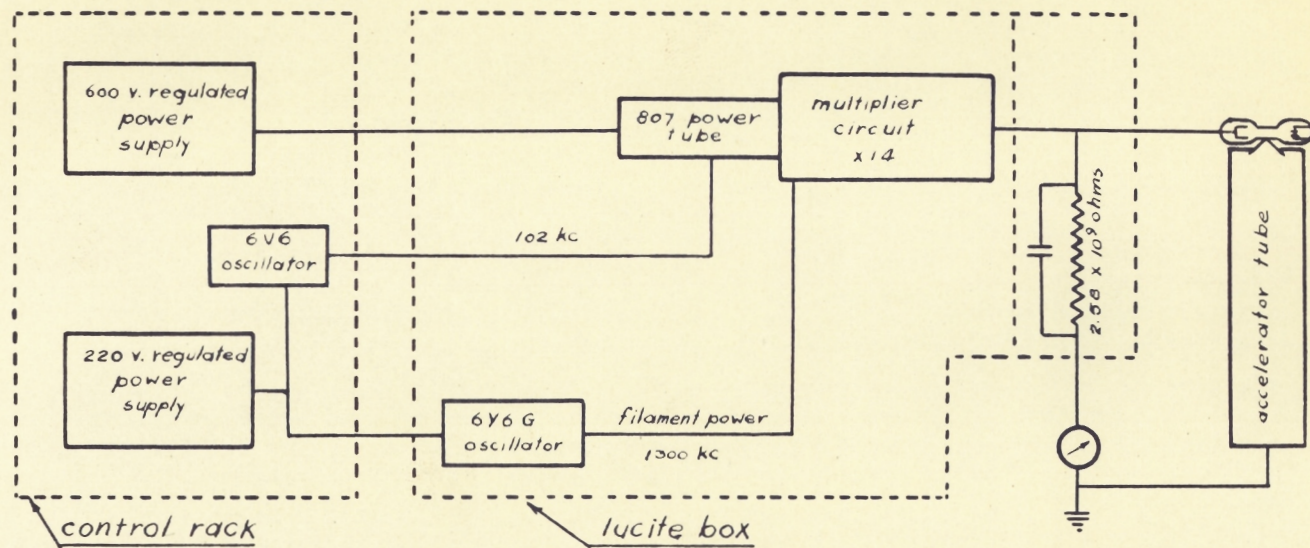 600 v. regulated
power
supply
807 power
tube
multiplier
circuit
x 14
6V6
oscillator
102 kc
2.58 x 10⁹ ohms
accelerator tube
220 v. regulated
power
supply
6Y6 G
oscillator
filament power
1300 kc
control rack
lucite box